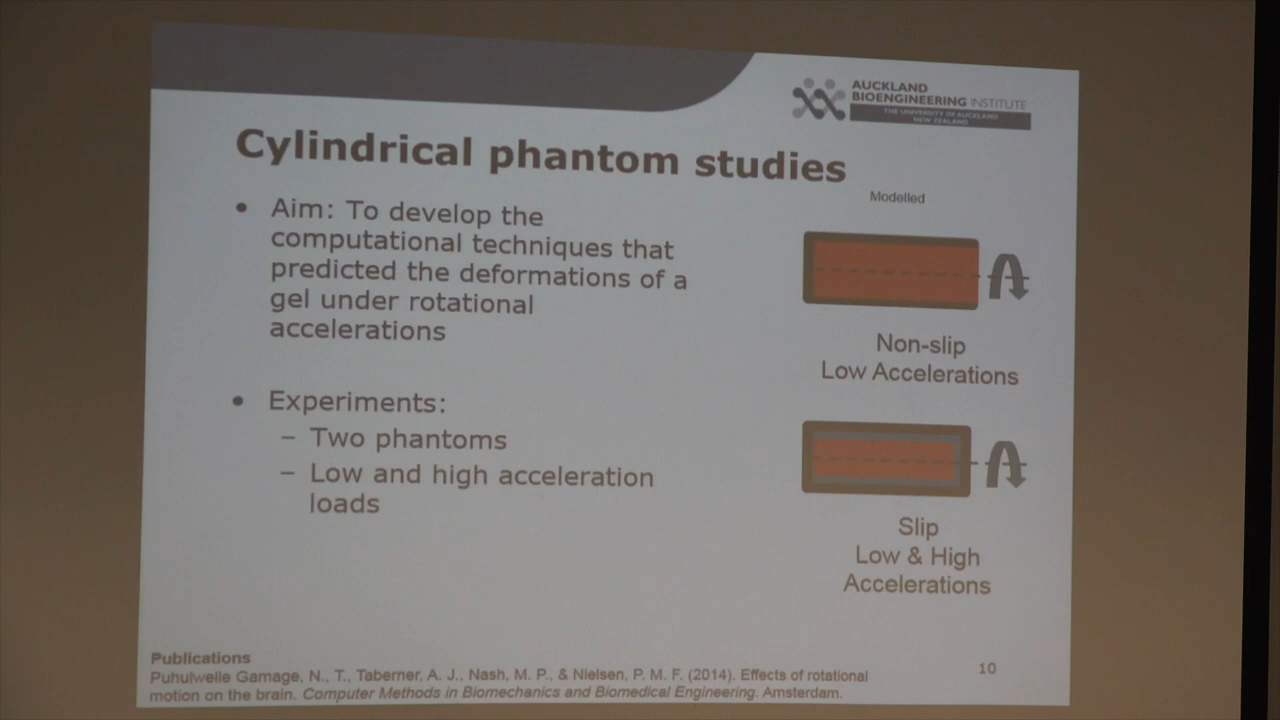 AUCKLAND
BIOENGINEERING INSTITUTE
THE UNIVERSITY OF AUCKLAND
NEW ZEALAND
Cylindrical phantom studies
• Aim: To develop the
computational techniques that
predicted the deformations of a
gel under rotational
accelerations
• Experiments:
– Two phantoms
– Low and high acceleration
loads
Modelled
Non-slip
Low Accelerations
Slip
Low & High
Accelerations
Publications
Puhulwelle Gamage, N., T., Taberner, A. J., Nash, M. P., & Nielsen, P. M. F. (2014). Effects of rotational
motion on the brain. Computer Methods in Biomechanics and Biomedical Engineering. Amsterdam.
10